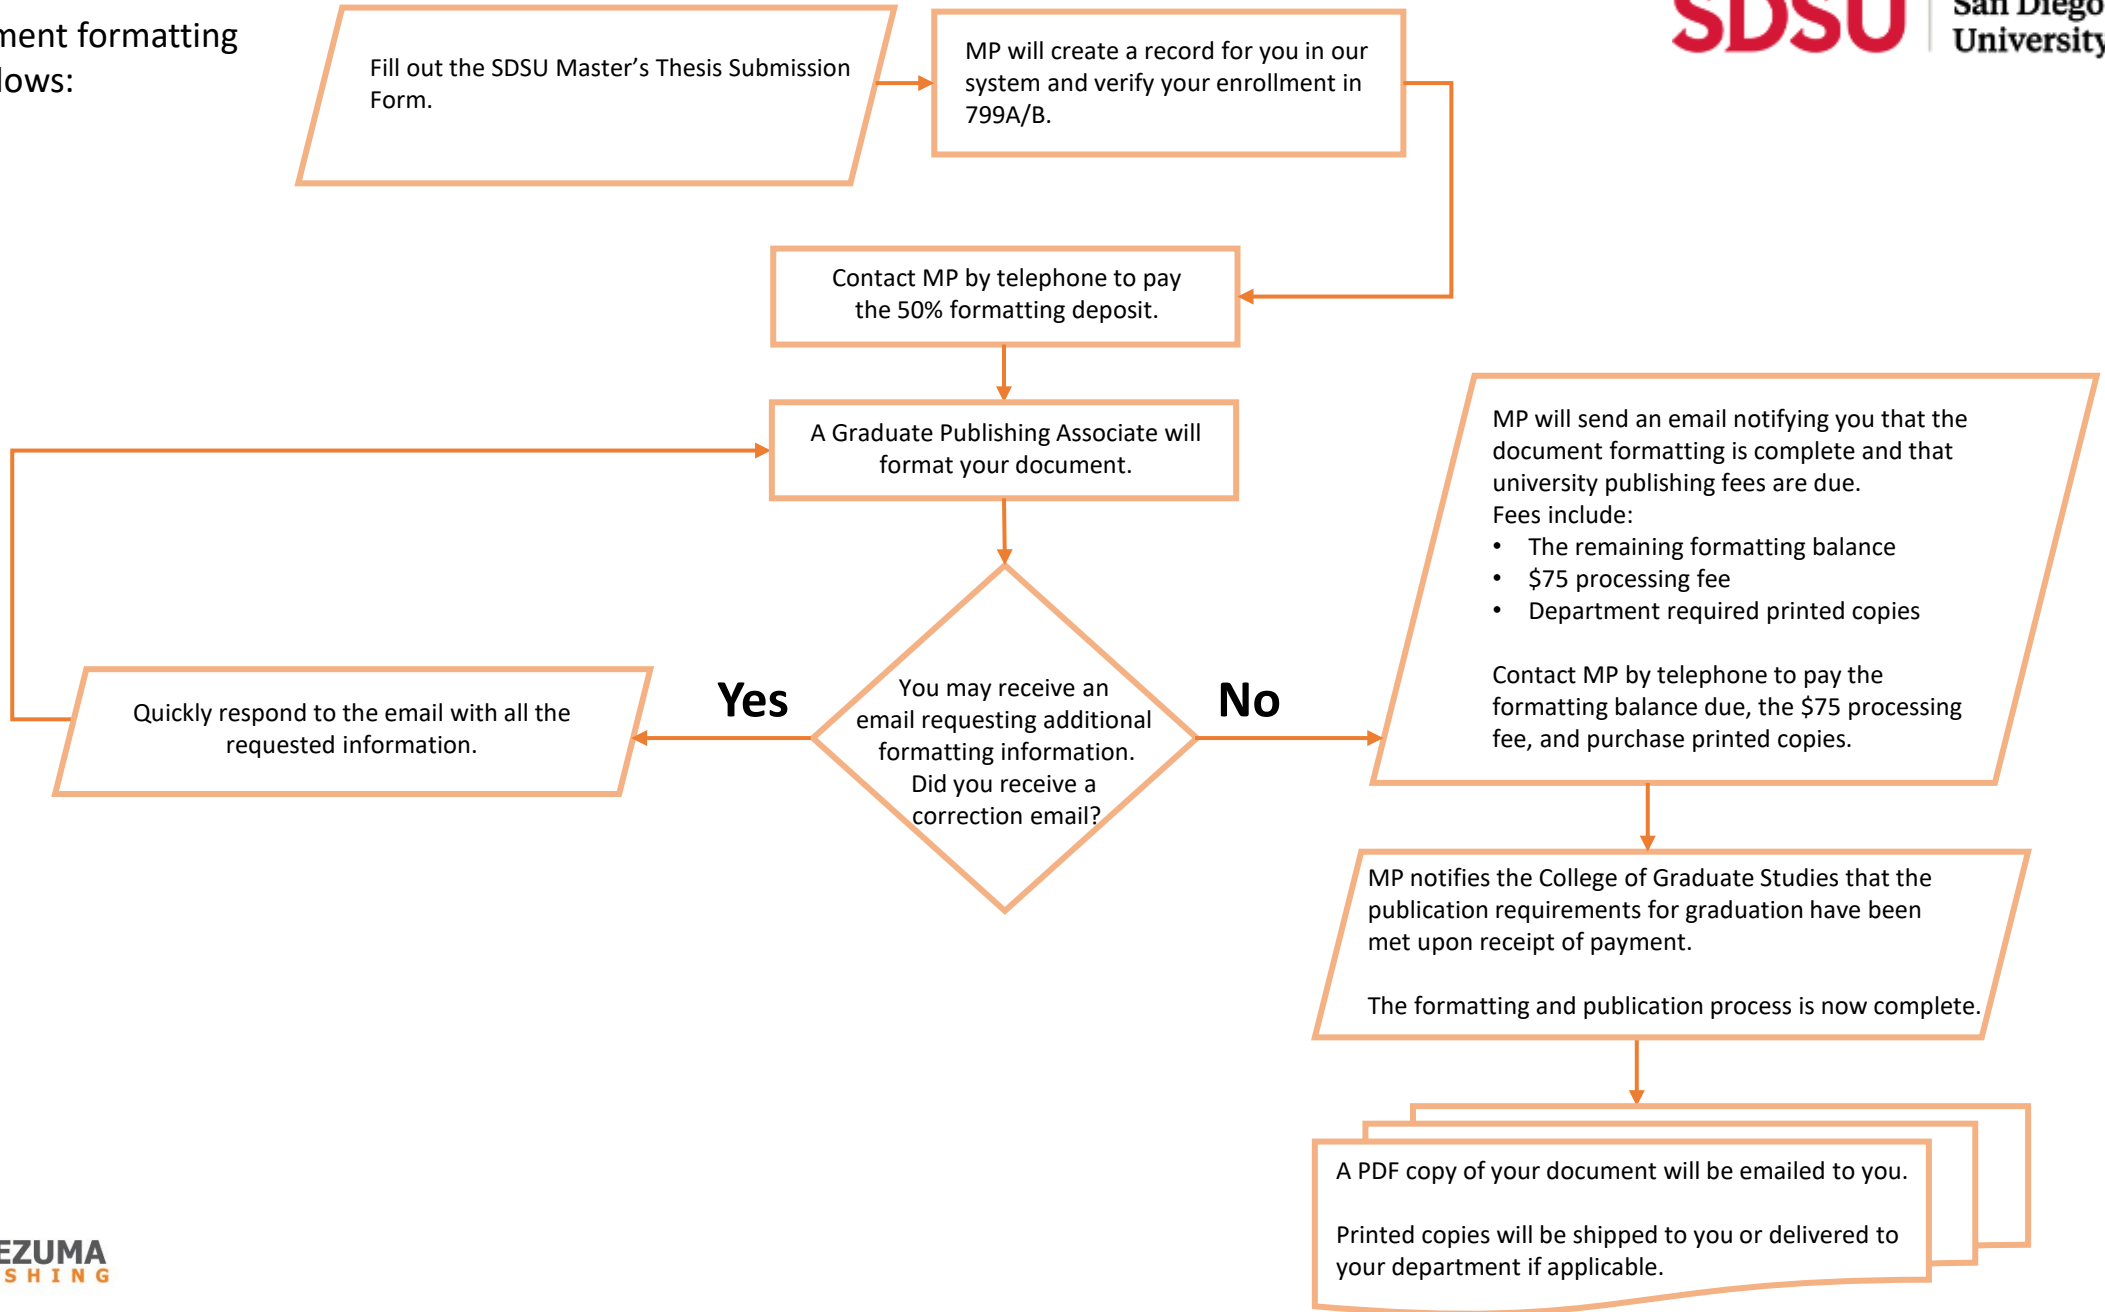 ment formatting
lows:
Fill out the SDSU Master’s Thesis Submission
Form.
MP will create a record for you in our
system and verify your enrollment in
799A/B.
SDSU
San Diego
University
Contact MP by telephone to pay
the 50% formatting deposit.
A Graduate Publishing Associate will
format your document.
MP will send an email notifying you that the
document formatting is complete and that
university publishing fees are due.
Fees include:
• The remaining formatting balance
• $75 processing fee
• Department required printed copies
Contact MP by telephone to pay the
formatting balance due, the $75 processing
fee, and purchase printed copies.
Quickly respond to the email with all the
requested information.
Yes
You may receive an
email requesting additional
formatting information.
Did you receive a
correction email?
No
MP notifies the College of Graduate Studies that the
publication requirements for graduation have been
met upon receipt of payment.
The formatting and publication process is now complete.
A PDF copy of your document will be emailed to you.
Printed copies will be shipped to you or delivered to
your department if applicable.
EZUMA
SHING